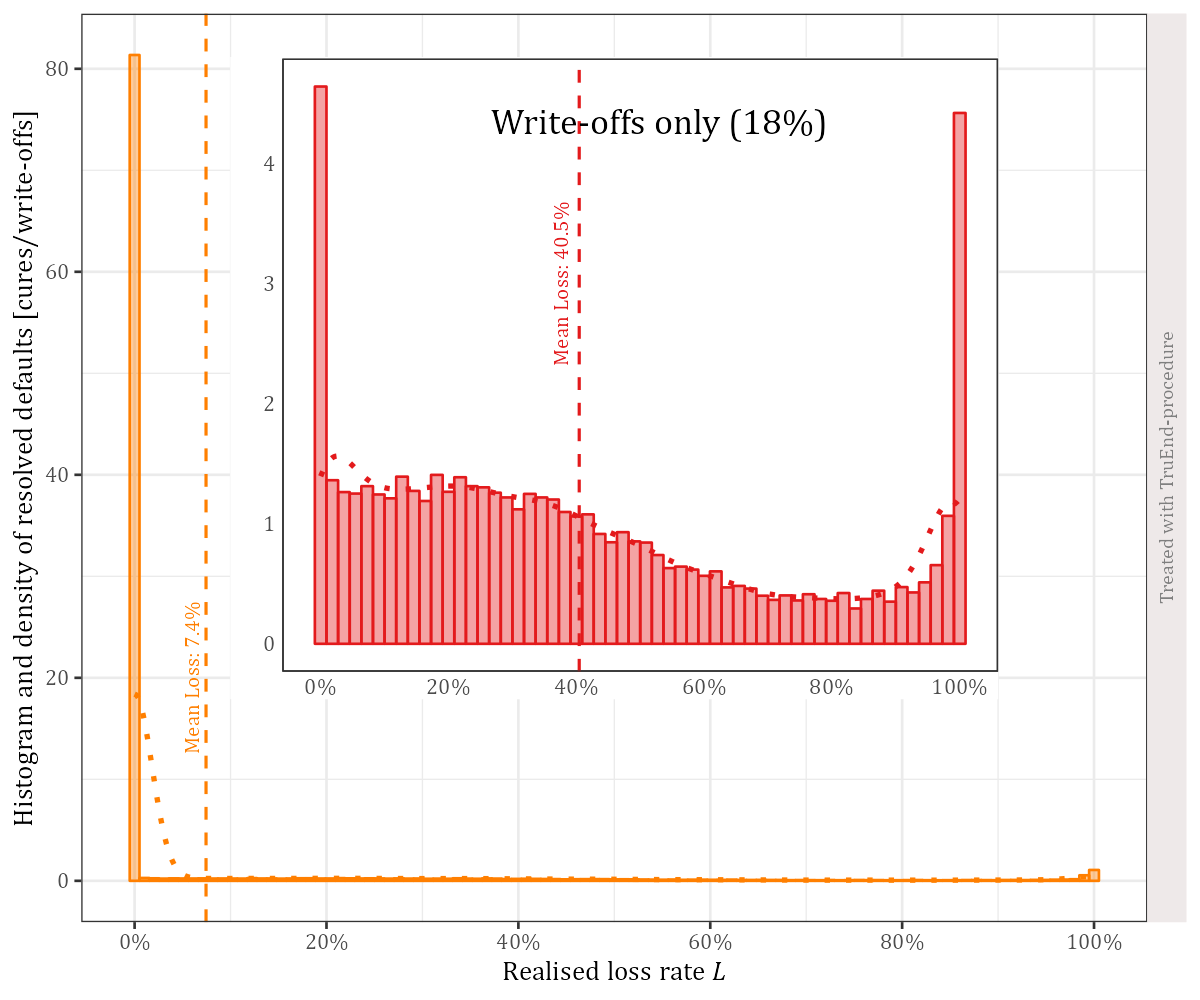 Histogram and density of resolved defaults [cures/write-offs]
80
60
40
20
0
Mean Loss: 7.4%
Write-offs only (18%)
4
3
2
1
0
Mean Loss: 40.5%
0% 20% 40% 60% 80% 100%
0% 20% 40% 60% 80% 100%
Realised loss rate L
Treated with TruEnd-procedure